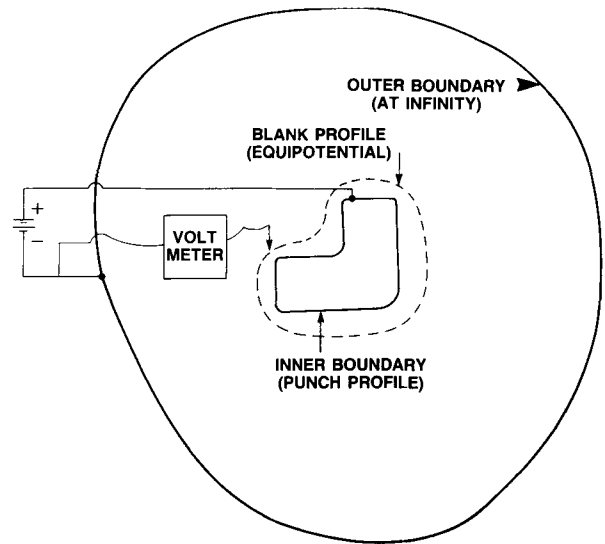 OUTER BOUNDARY
(AT INFINITY)
BLANK PROFILE
(EQUIPOTENTIAL)
+
−
VOLT
METER
INNER BOUNDARY
(PUNCH PROFILE)